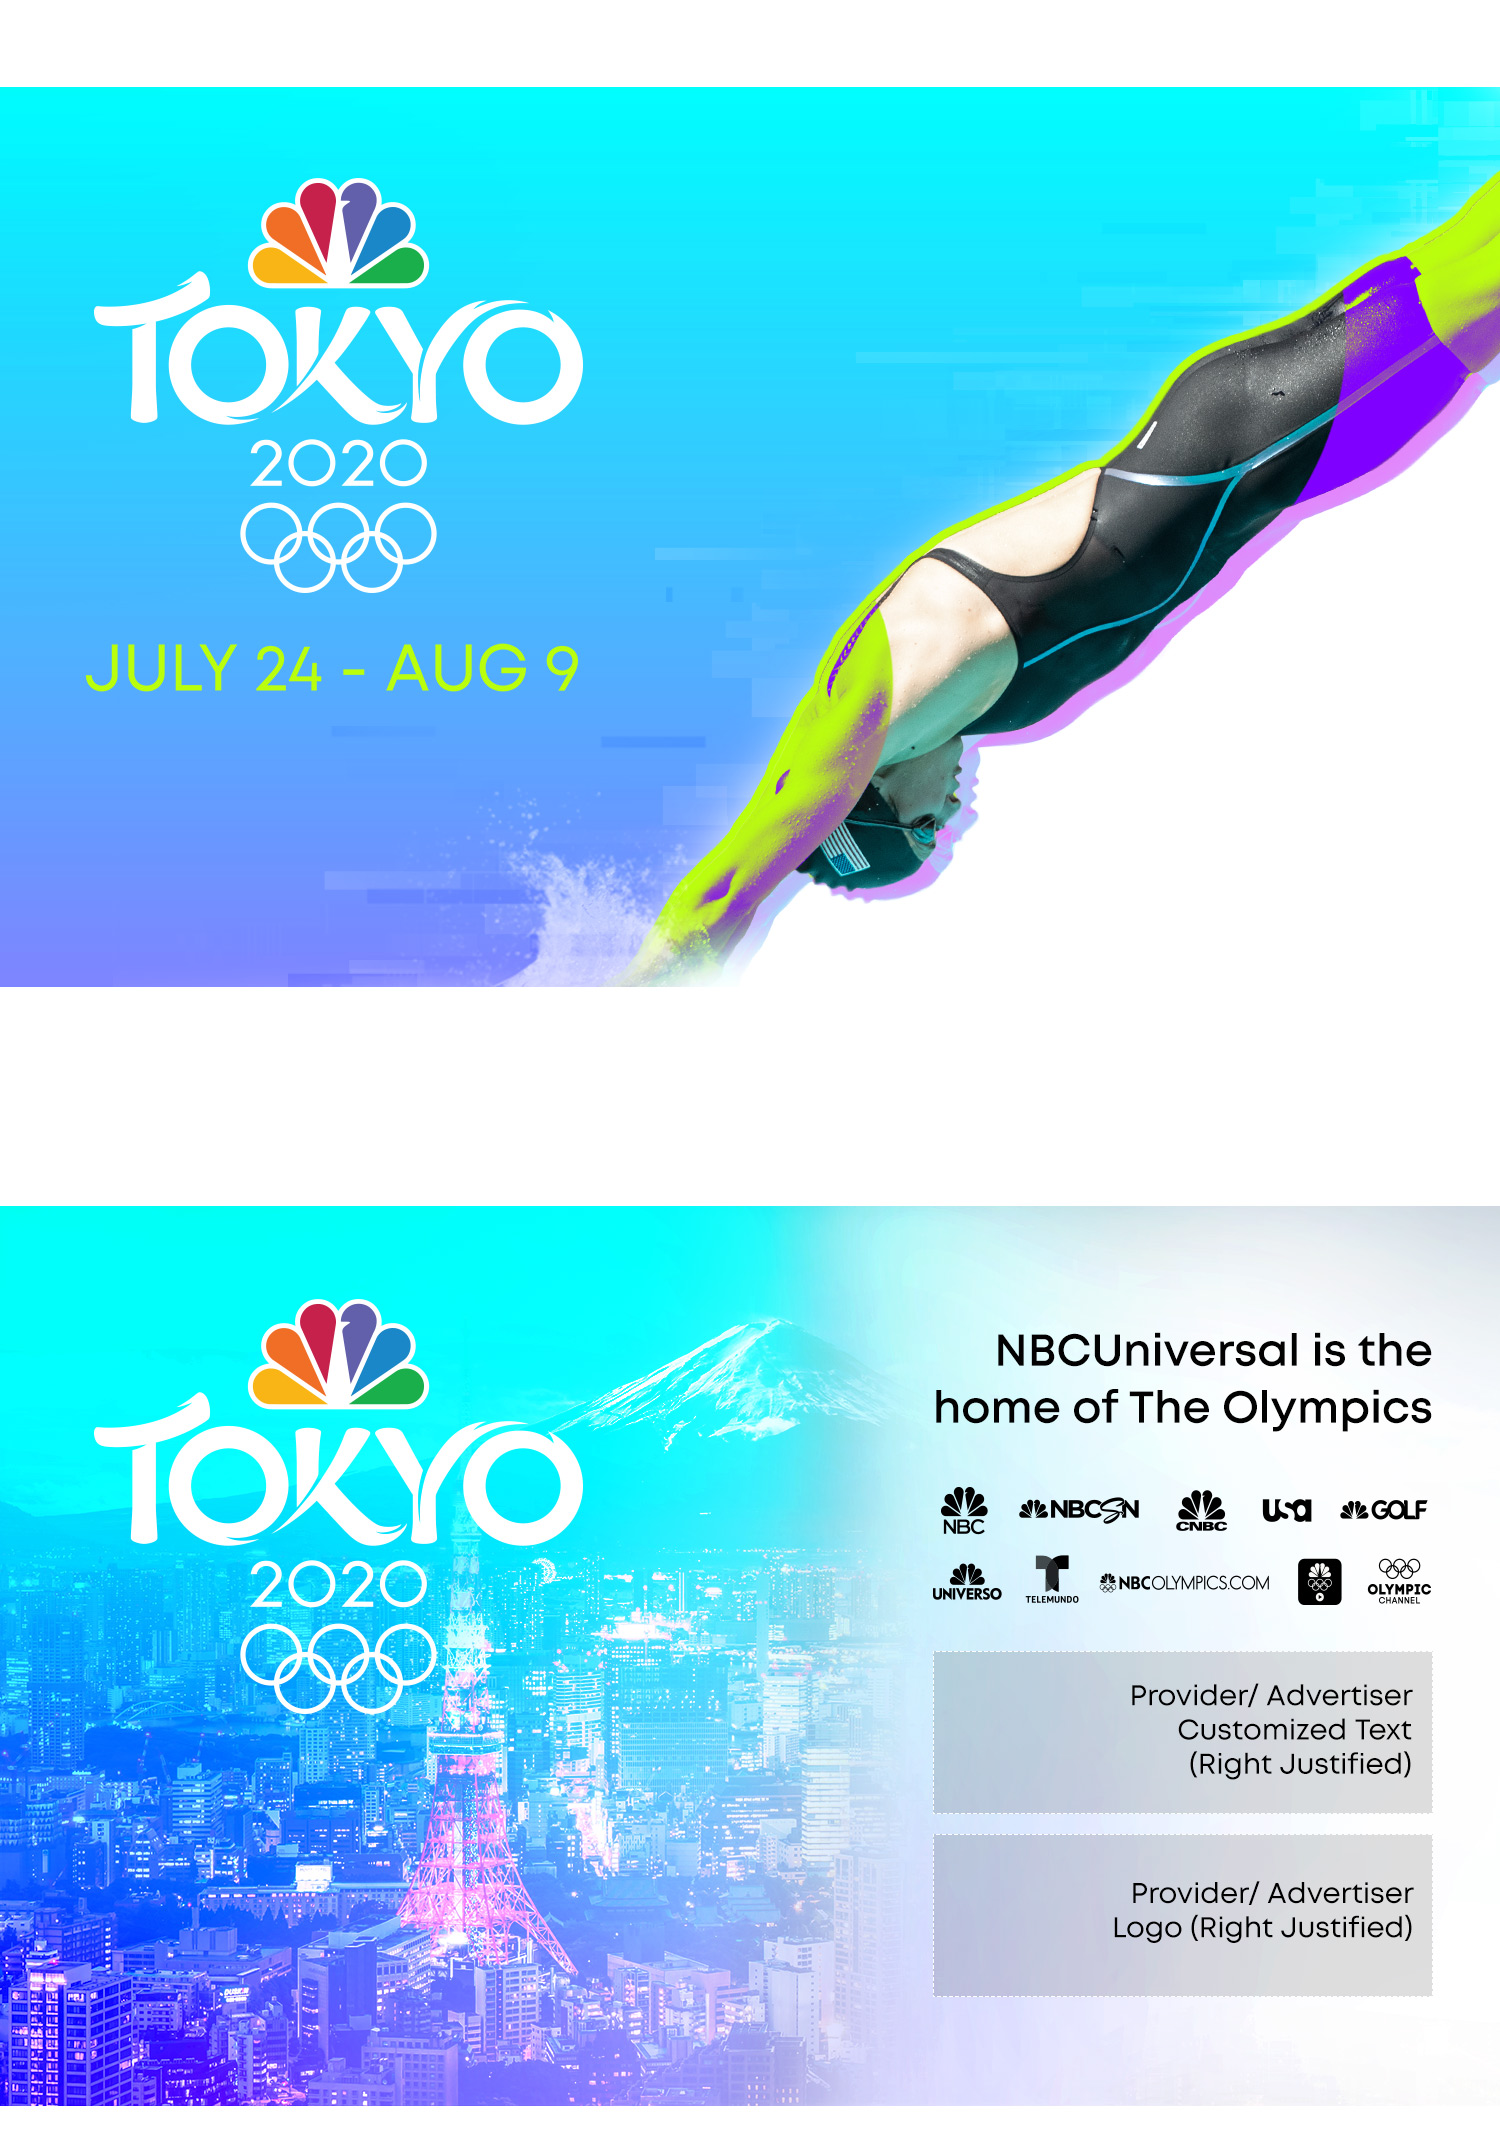 TOKYO
2020
JULY 24 - AUG 9
TOKYO
2020
NBCUniversal is the
home of The Olympics
NBC NBCSN CNBC USA GOLF
UNIVERSO TELEMUNDO NBCOLYMPICS.COM OLYMPIC CHANNEL
Provider/ Advertiser
Customized Text
(Right Justified)
Provider/ Advertiser
Logo (Right Justified)